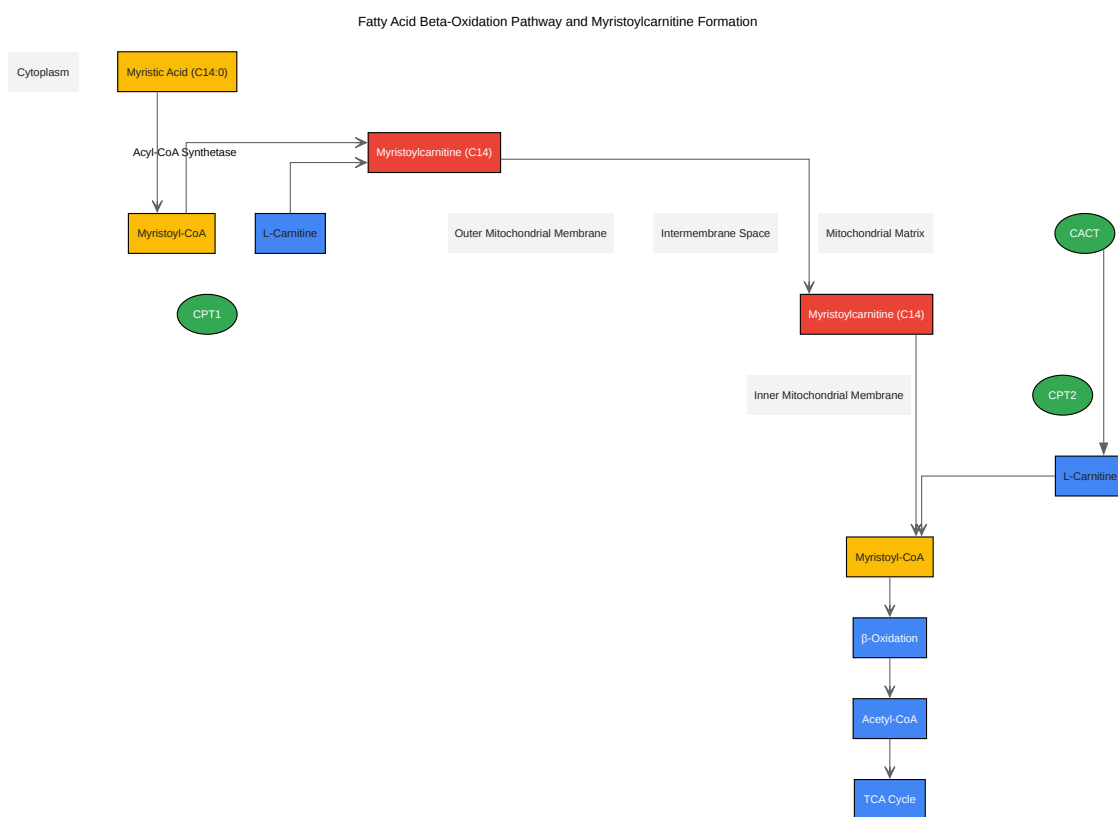 Fatty Acid Beta-Oxidation Pathway and Myristoylcarnitine Formation
Cytoplasm
Myristic Acid (C14:0)
Acyl-CoA Synthetase
Myristoylcarnitine (C14)
Myristoyl-CoA
L-Carnitine
Outer Mitochondrial Membrane
Intermembrane Space
Mitochondrial Matrix
CACT
CPT1
Myristoylcarnitine (C14)
Inner Mitochondrial Membrane
CPT2
L-Carnitine
Myristoyl-CoA
β-Oxidation
Acetyl-CoA
TCA Cycle